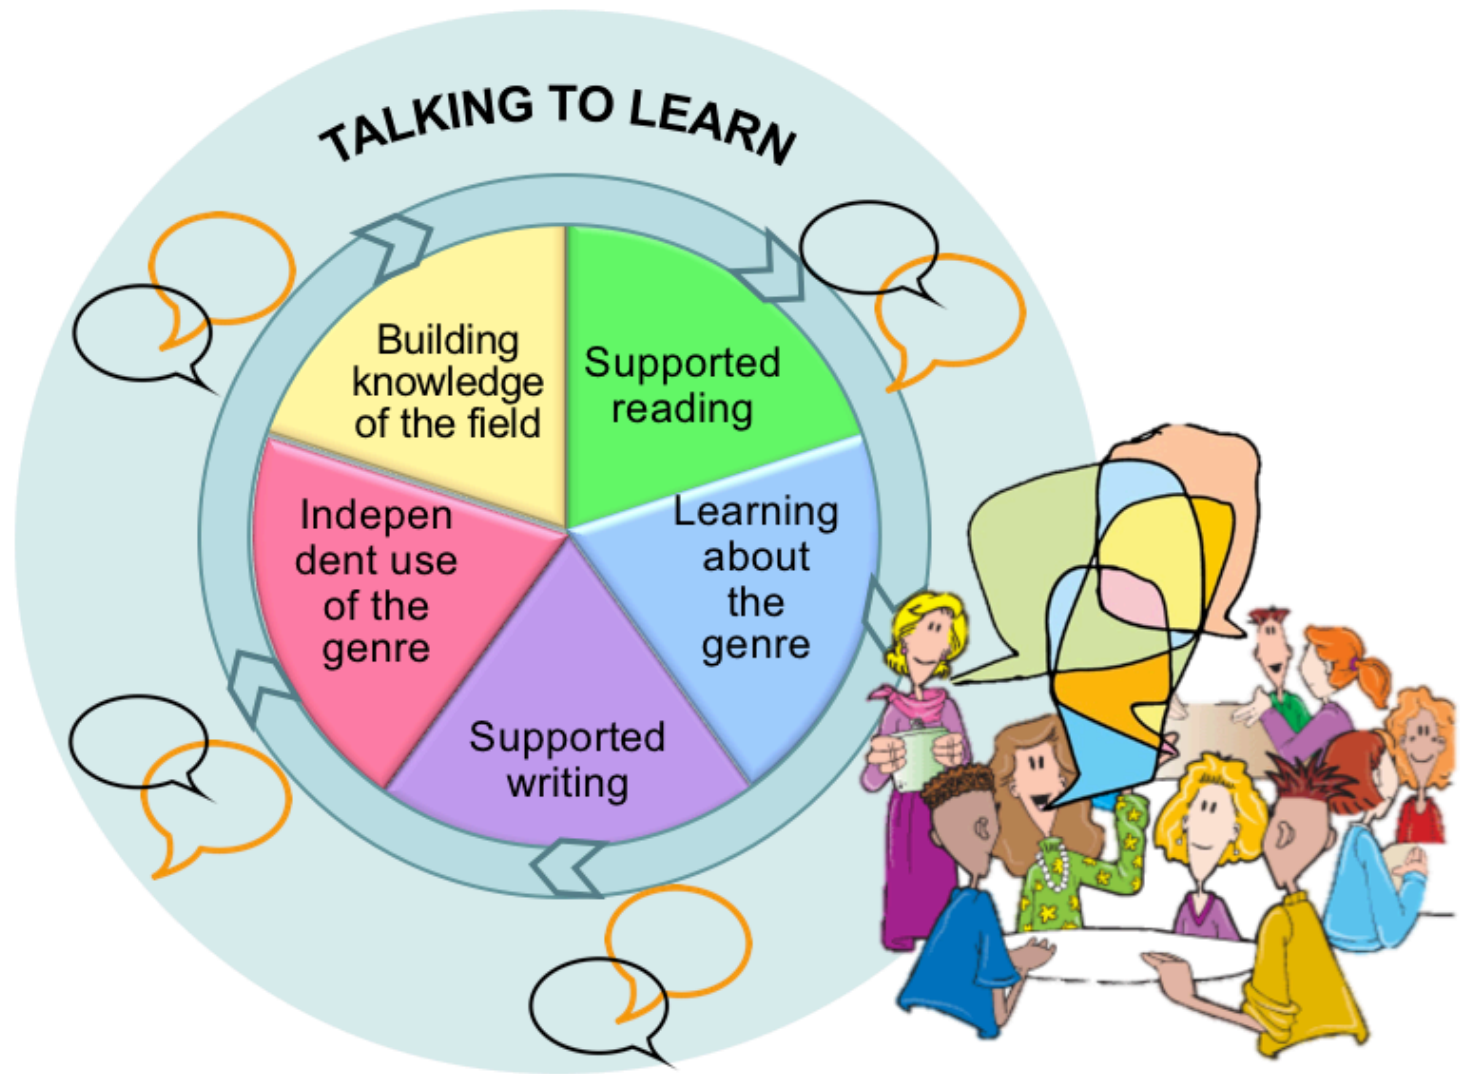 TALKING TO LEARN
Building
knowledge
of the field
Supported
reading
Learning
about
the
genre
Supported
writing
Indepen
dent use
of the
genre